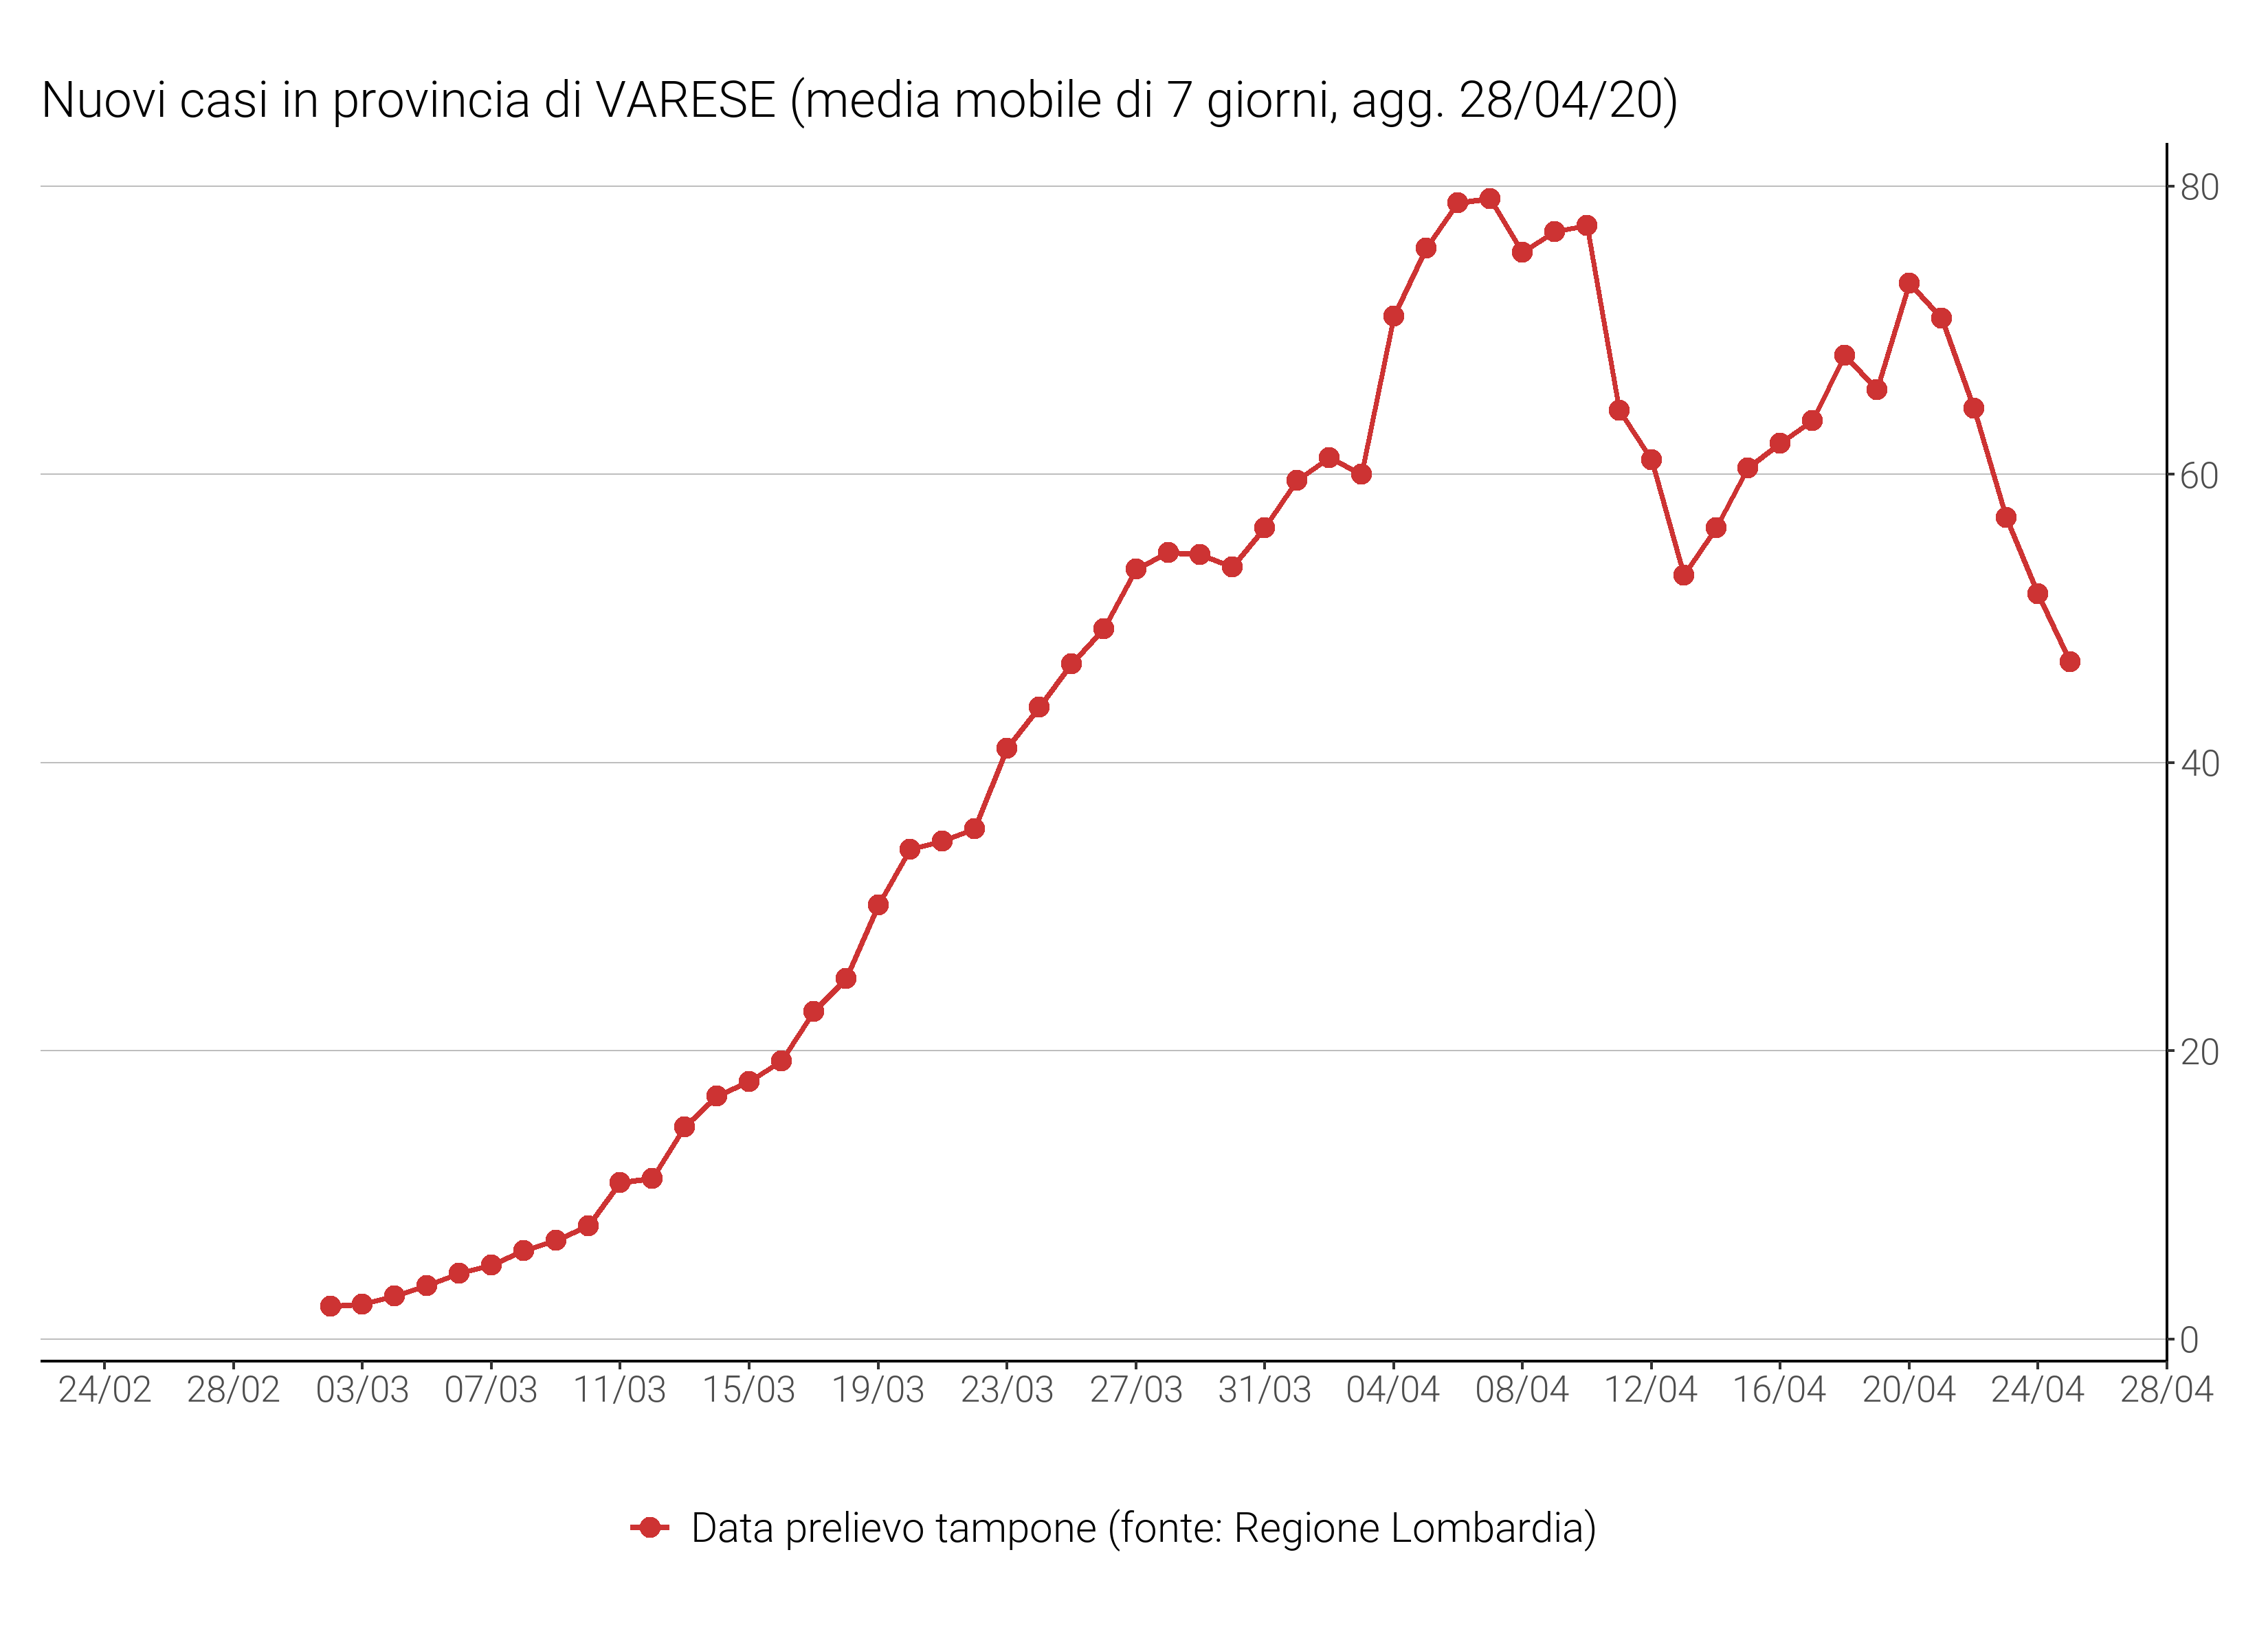 Nuovi casi in provincia di VARESE (media mobile di 7 giorni, agg. 28/04/20)
80
60
40
20
0
24/02 28/02 03/03 07/03 11/03 15/03 19/03 23/03 27/03 31/03 04/04 08/04 12/04 16/04 20/04 24/04 28/04
Data prelievo tampone (fonte: Regione Lombardia)